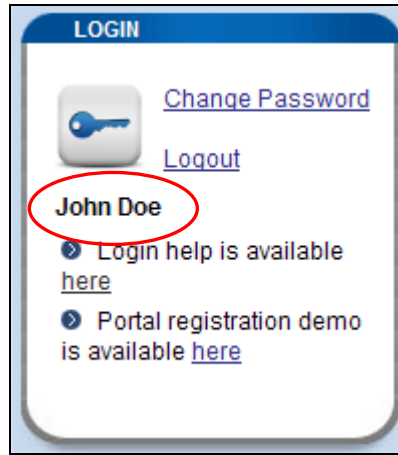 LOGIN
Change Password
Logout
John Doe
Login help is available
here
Portal registration demo
is available here